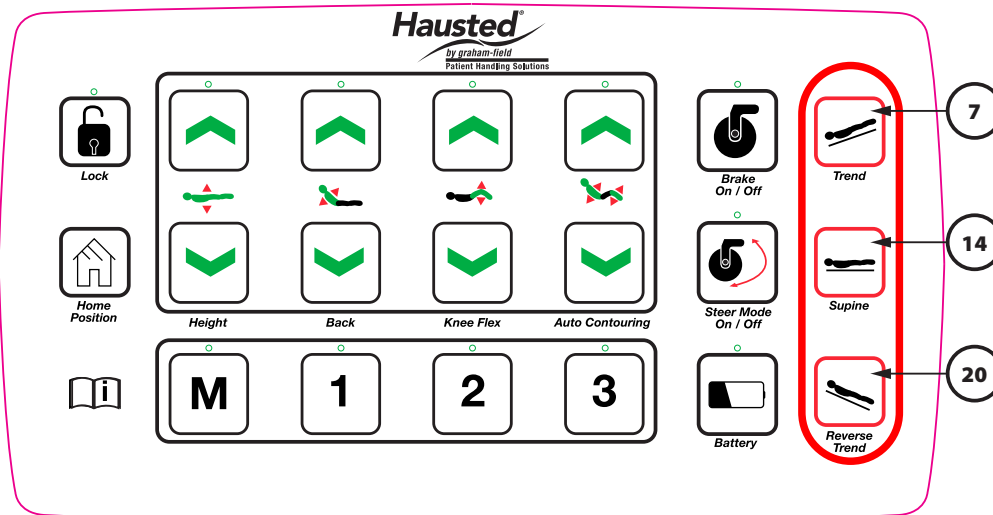 Hausted®
by graham-field
Patient Handling Solutions
Lock
Brake
On / Off
Trend
7
Home
Position
Height
Back
Knee Flex
Auto Contouring
Steer Mode
On / Off
Supine
14
i
M
1
2
3
Battery
Reverse
Trend
20